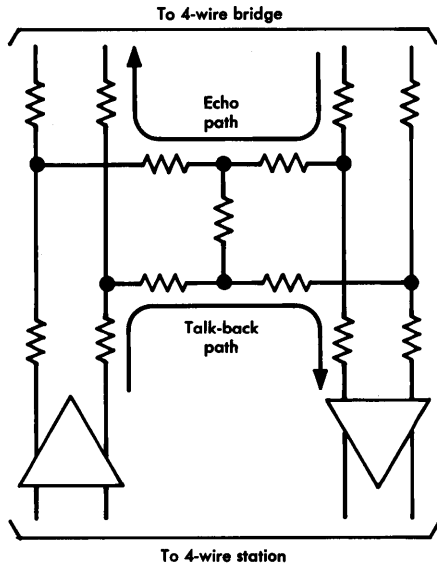 To 4-wire bridge
Echo
path
Talk-back
path
To 4-wire station